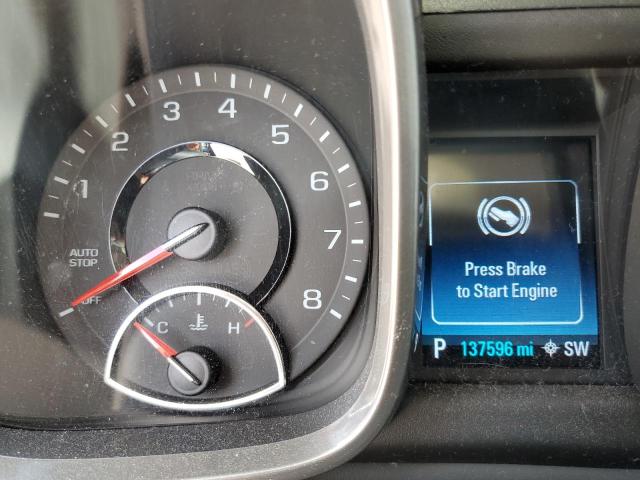 1
2
3
4
5
6
7
8
AUTO
STOP
OFF
C
H
Press Brake
to Start Engine
P 137596 mi SW